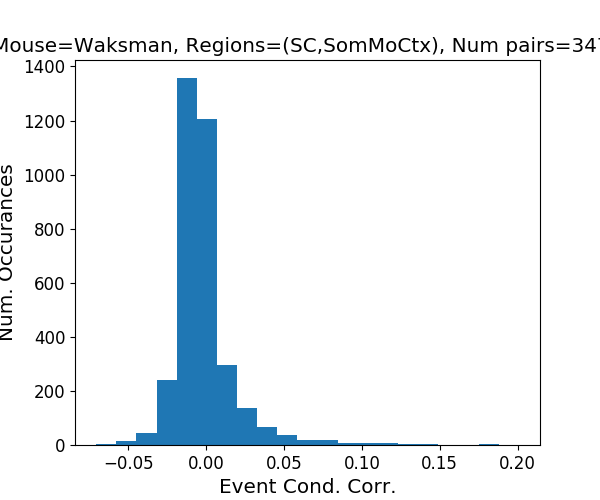 Mouse=Waksman, Regions=(SC,SomMoCtx), Num pairs=347
1400
1200
1000
800
600
400
200
0
−0.05 0.00 0.05 0.10 0.15 0.20
Num. Occurances
Event Cond. Corr.